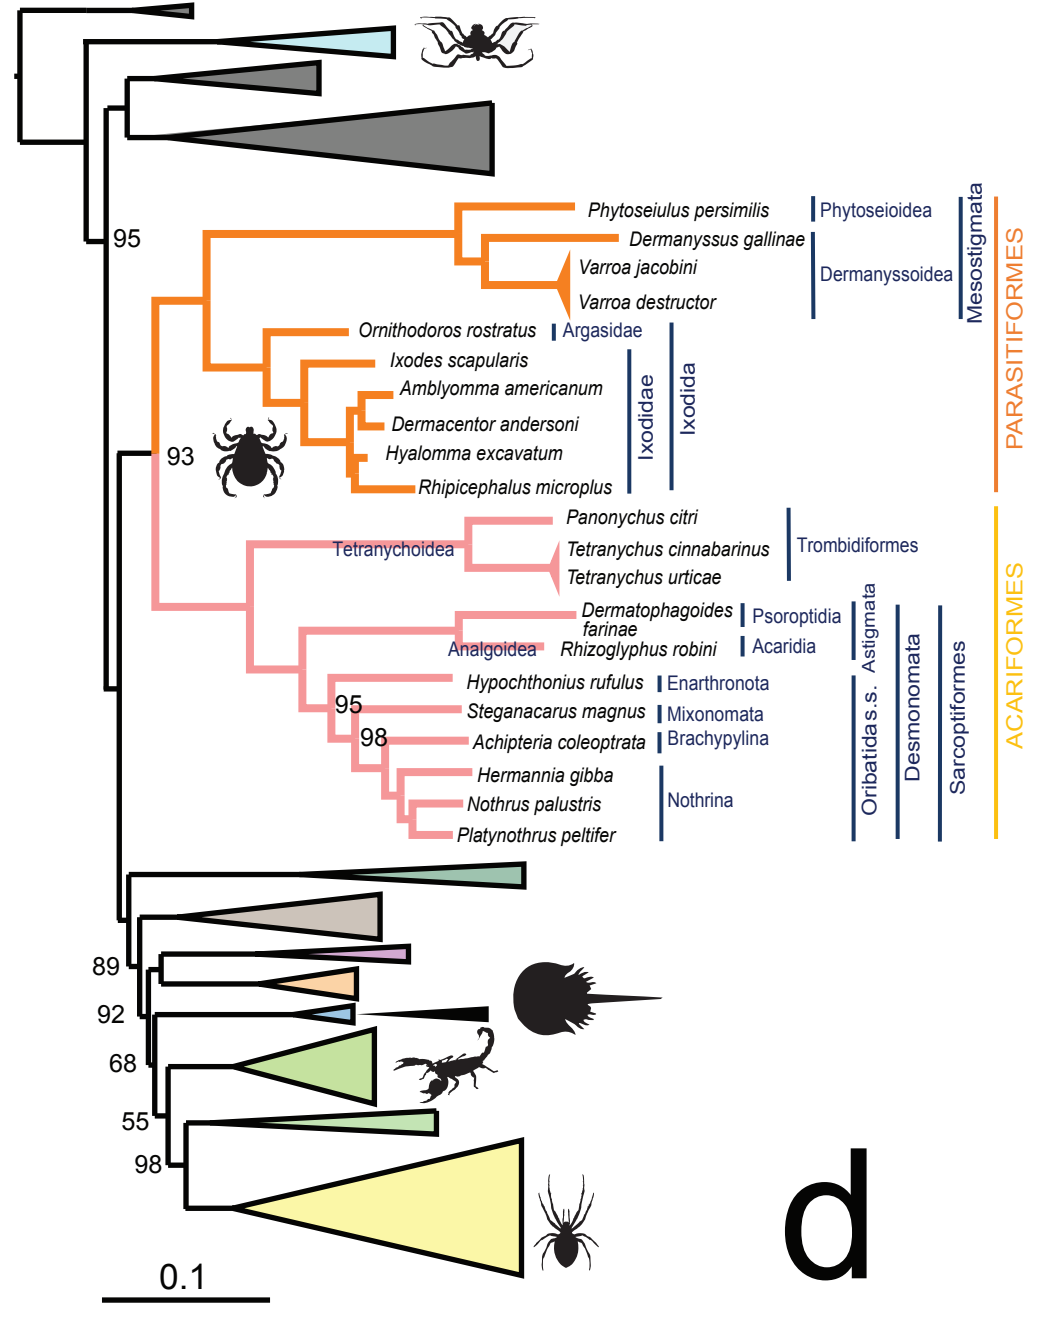 95
Phytoseiulus persimilis
Phytoseioidea
Dermanyssus gallinae
Varroa jacobini
Varroa destructor
Dermanyssoidea
Mesostigmata
PARASITIFORMES
Ornithodoros rostratus
Argasidae
Ixodes scapularis
Amblyomma americanum
Dermacentor andersoni
Hyalomma excavatum
Rhipicephalus microplus
Ixodidae
Ixodida
93
Panonychus citri
Tetranychoidea
Tetranychus cinnabarinus
Tetranychus urticae
Trombidiformes
Dermatophagoides
farinae
Psoroptidia
Analgoidea
Rhizoglyphus robini
Acaridia
Astigmata
Hypochthonius rufulus
Enarthronota
95
Steganacarus magnus
Mixonomata
98
Achipteria coleoptrata
Brachypylina
Hermannia gibba
Nothrus palustris
Nothrina
Platynothrus peltifer
Oribatida s.s.
Desmonomata
Sarcoptiformes
ACARIFORMES
89
92
68
55
98
0.1
d